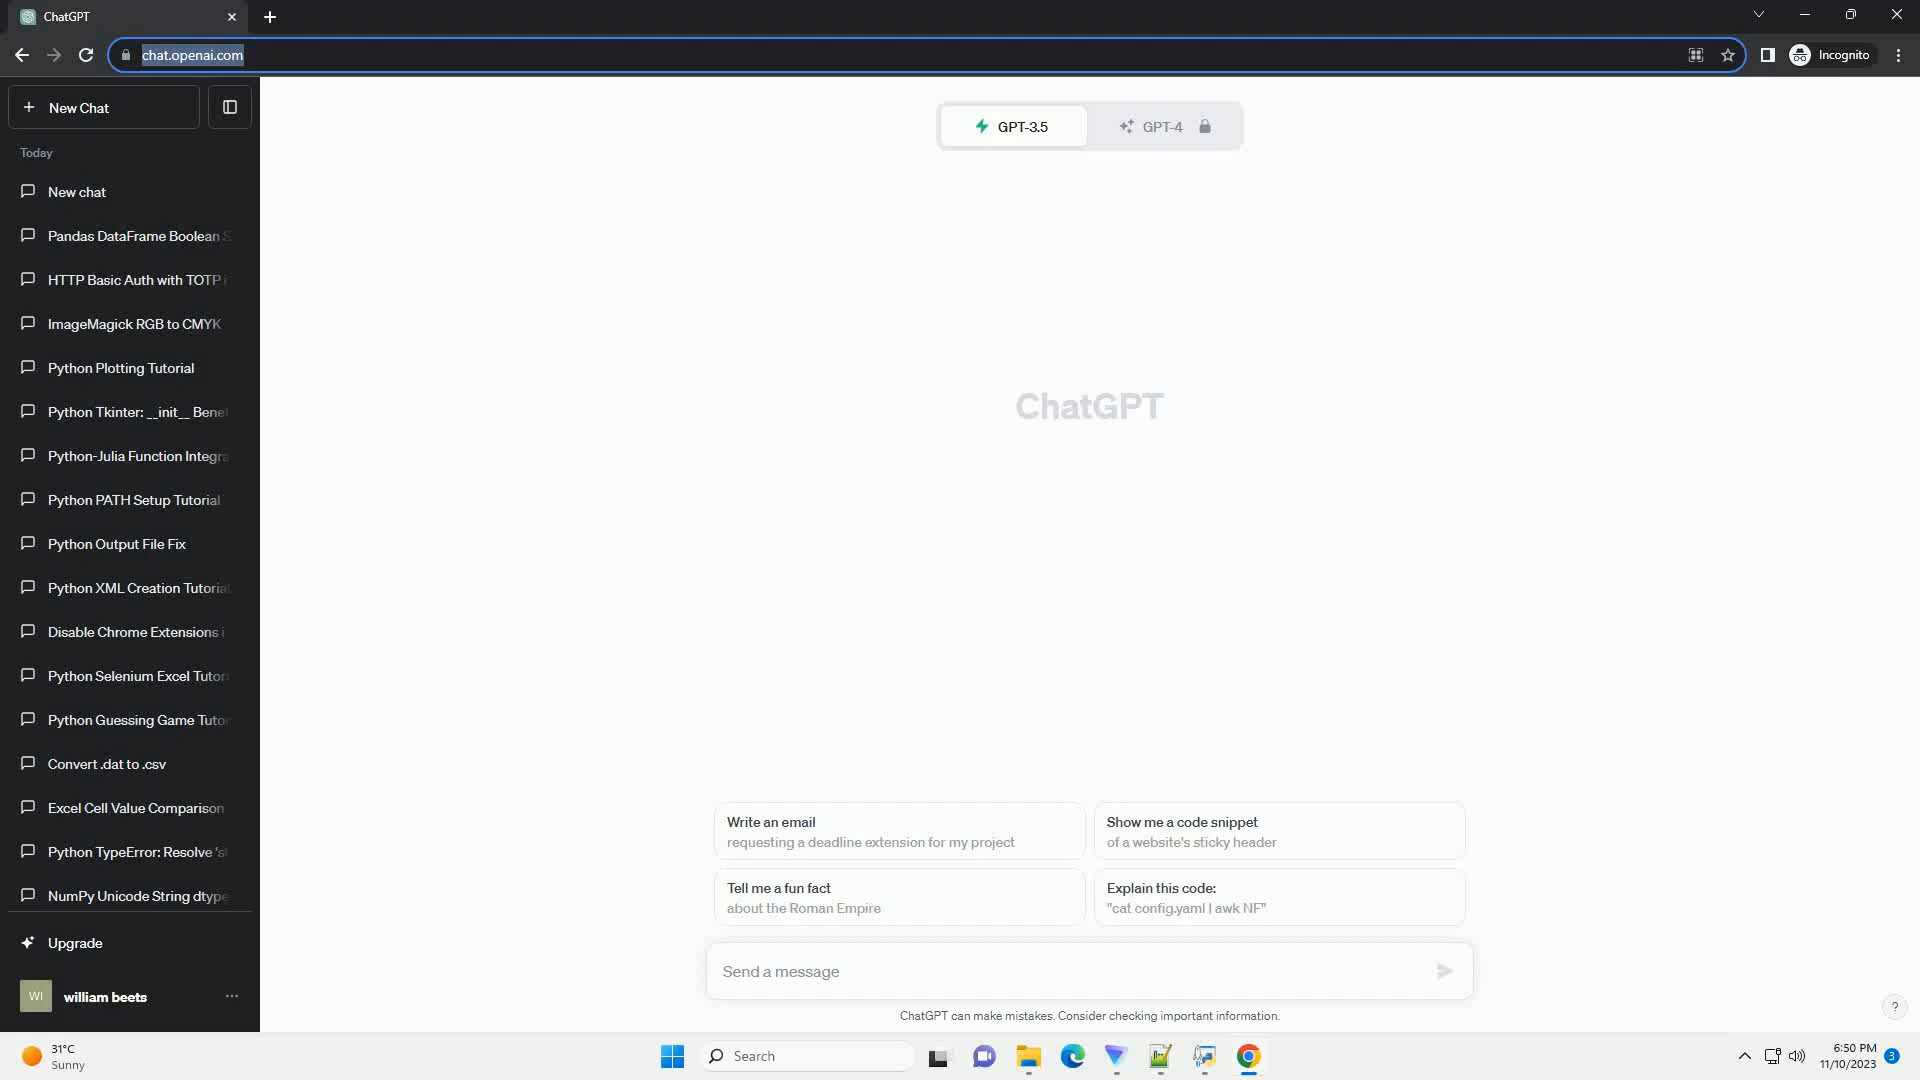 ChatGPT
chat.openai.com
Incognito
New Chat
Today
New chat
Pandas DataFrame Boolean S
HTTP Basic Auth with TOTP i
ImageMagick RGB to CMYK
Python Plotting Tutorial
Python Tkinter: __init__ Bene
Python-Julia Function Integra
Python PATH Setup Tutorial
Python Output File Fix
Python XML Creation Tutorial
Disable Chrome Extensions i
Python Selenium Excel Tutor
Python Guessing Game Tuto
Convert .dat to .csv
Excel Cell Value Comparison
Python TypeError: Resolve 's
NumPy Unicode String dtype
Upgrade
WI
william beets
GPT-3.5
GPT-4
ChatGPT
Write an email
requesting a deadline extension for my project
Show me a code snippet
of a website's sticky header
Tell me a fun fact
about the Roman Empire
Explain this code:
"cat config.yaml | awk NF"
Send a message
ChatGPT can make mistakes. Consider checking important information.
?
31°C
Sunny
Search
6:50 PM
11/10/2023
3